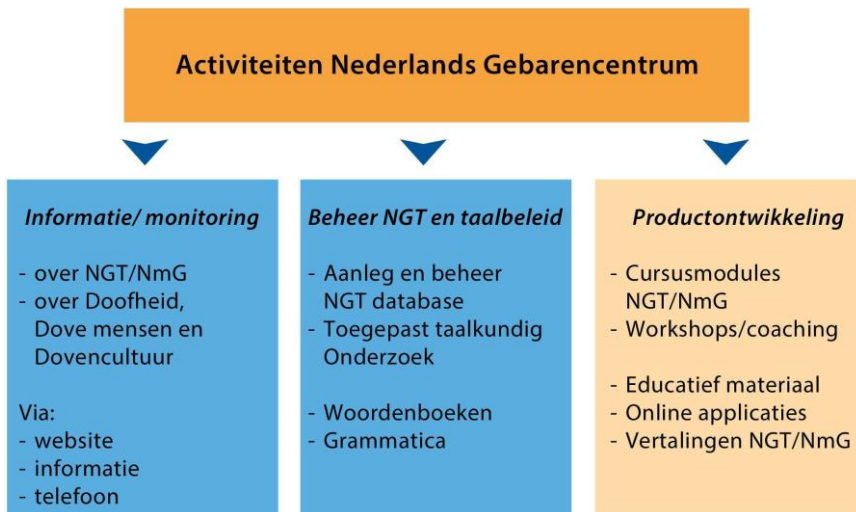 Activiteiten Nederlands Gebarencentrum
Informatie/ monitoring
- over NGT/NmG
- over Doofheid,
Dove mensen en
Dovencultuur
Via:
- website
- informatie
- telefoon
Beheer NGT en taalbeleid
- Aanleg en beheer
NGT database
- Toegepast taalkundig
Onderzoek
- Woordenboeken
- Grammatica
Productontwikkeling
- Cursusmodules
NGT/NmG
- Workshops/coaching
- Educatief materiaal
- Online applicaties
- Vertalingen NGT/NmG